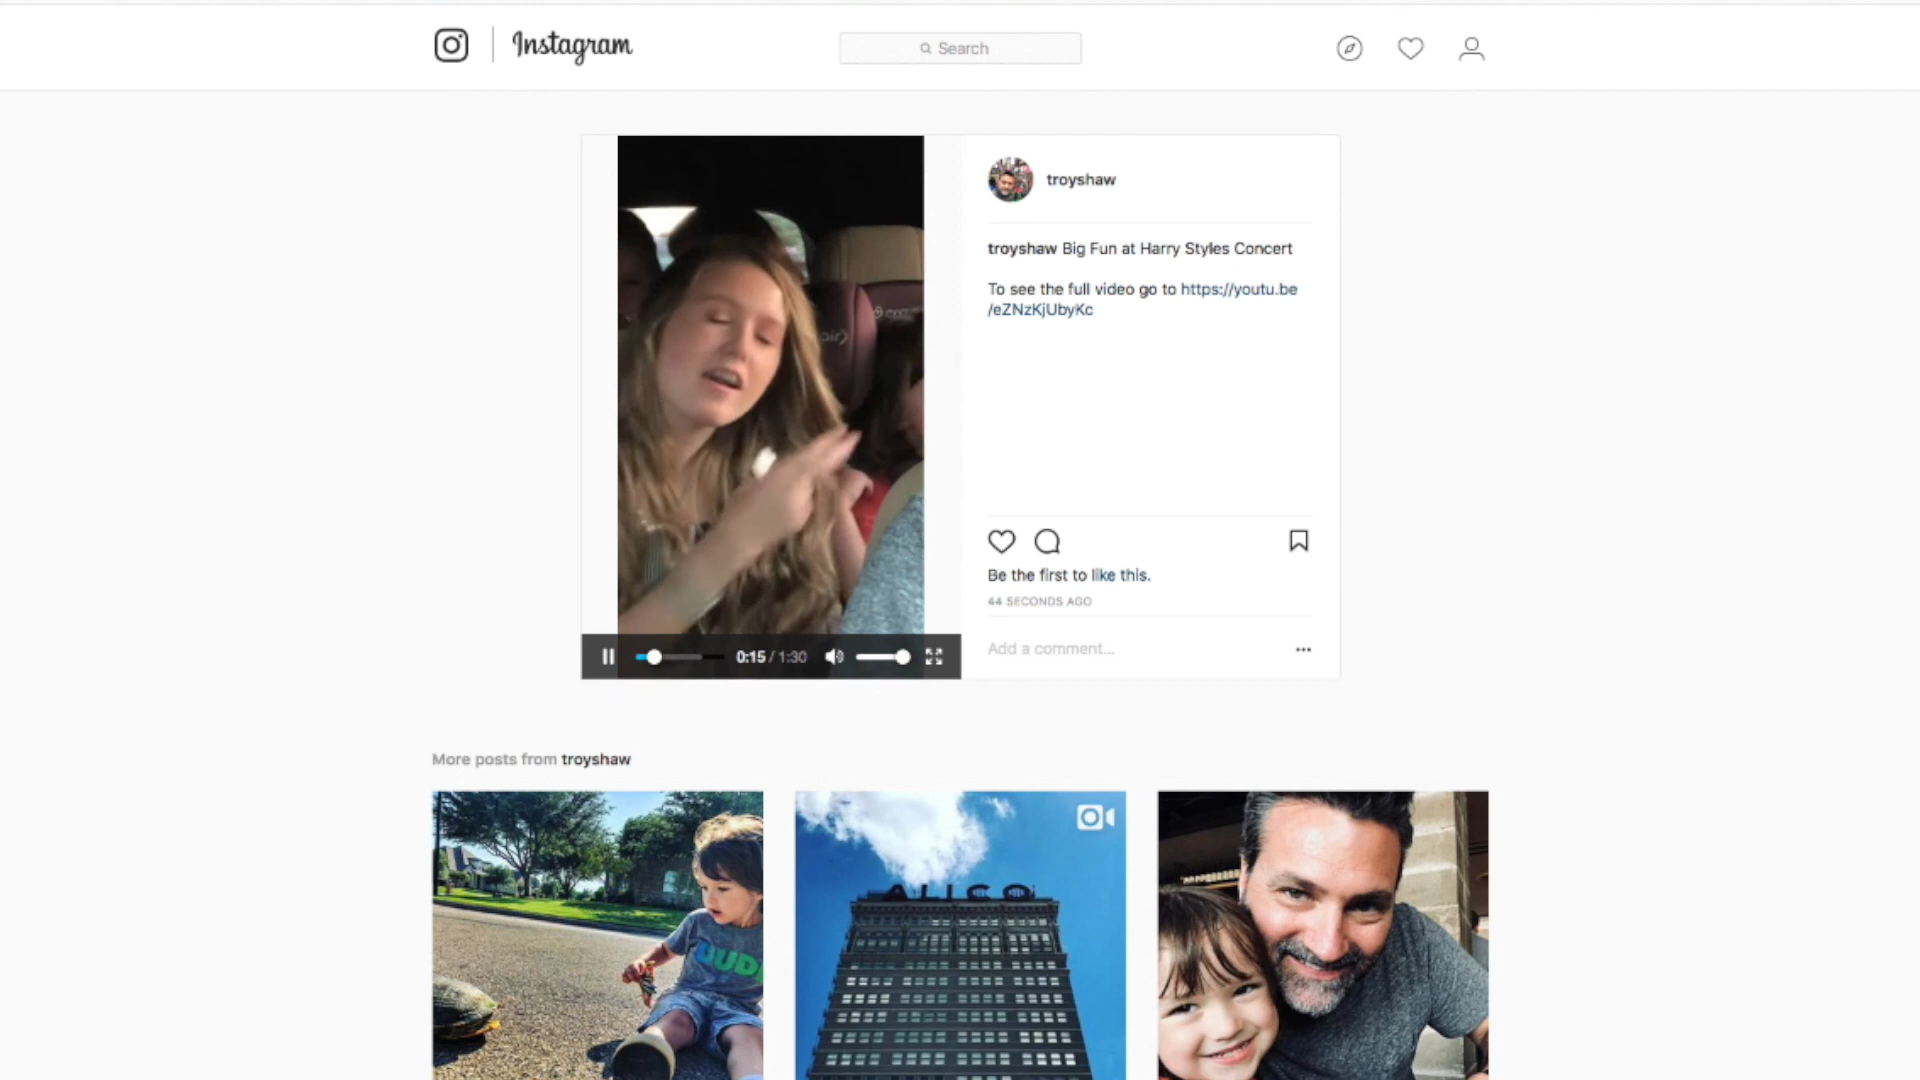 Instagram
Search
troyshaw
troyshaw Big Fun at Harry Styles Concert
To see the full video go to https://youtu.be
/eZNzKjUbyKc
Be the first to like this.
44 SECONDS AGO
Add a comment...
0:15 / 1:30
More posts from troyshaw
ALICO